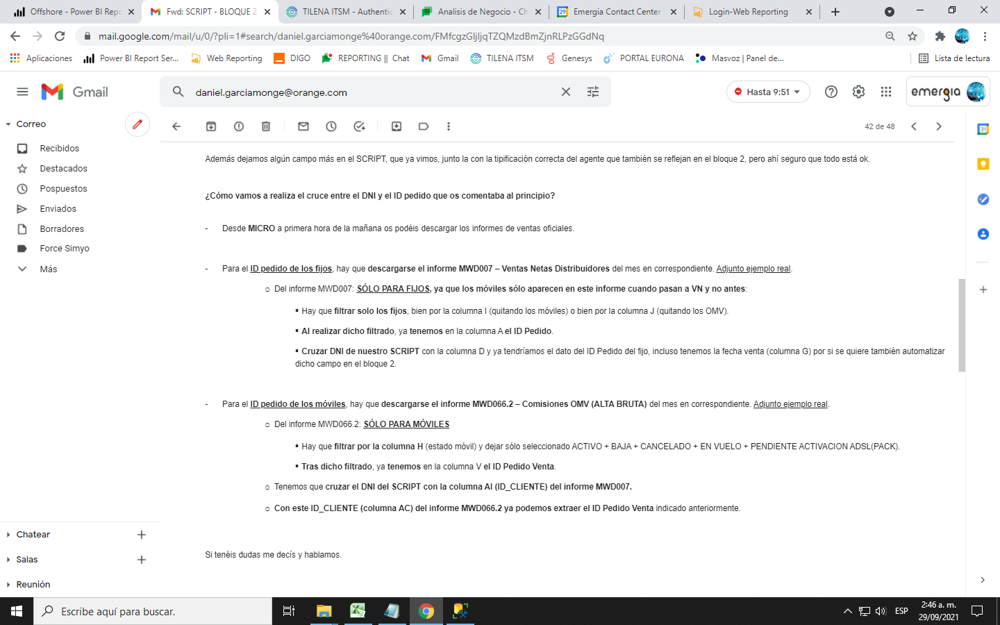 Offshore - Power BI Repo
Fwd: SCRIPT - BLOQUE 2
TILENA ITSM - Authentic
Analisis de Negocio - Ch
Emergia Contact Center
Login-Web Reporting
mail.google.com/mail/u/0/?pli=1#search/daniel.garciamonge%40orange.com/FMfcgzGljljqTZQMzdBmZjnRLPzGGdNq
Aplicaciones
Power BI Report Ser...
Web Reporting
DIGO
REPORTING || Chat
Gmail
TILENA ITSM
Genesys
PORTAL EURONA
Masvoz | Panel de...
Lista de lectura
Gmail
daniel.garciamonge@orange.com
Hasta 9:51
emergia
Correo
42 de 48
Recibidos
Destacados
Pospuestos
Enviados
Borradores
Force Simyo
Más
Además dejamos algún campo más en el SCRIPT, que ya vimos, junto la con la tipificación correcta del agente que también se reflejan en el bloque 2, pero ahí seguro que todo está ok.
¿Cómo vamos a realiza el cruce entre el DNI y el ID pedido que os comentaba al principio?
- Desde MICRO a primera hora de la mañana os podéis descargar los informes de ventas oficiales.
- Para el ID pedido de los fijos, hay que descargarse el informe MWD007 – Ventas Netas Distribuidores del mes en correspondiente. Adjunto ejemplo real.
o Del informe MWD007: SÓLO PARA FIJOS, ya que los móviles sólo aparecen en este informe cuando pasan a VN y no antes:
▪ Hay que filtrar solo los fijos, bien por la columna I (quitando los móviles) o bien por la columna J (quitando los OMV).
▪ Al realizar dicho filtrado, ya tenemos en la columna A el ID Pedido.
▪ Cruzar DNI de nuestro SCRIPT con la columna D y ya tendríamos el dato del ID Pedido del fijo, incluso tenemos la fecha venta (columna G) por si se quiere también automatizar
dicho campo en el bloque 2.
- Para el ID pedido de los móviles, hay que descargarse el informe MWD066.2 – Comisiones OMV (ALTA BRUTA) del mes en correspondiente. Adjunto ejemplo real.
o Del informe MWD066.2: SÓLO PARA MÓVILES
▪ Hay que filtrar por la columna H (estado móvil) y dejar sólo seleccionado ACTIVO + BAJA + CANCELADO + EN VUELO + PENDIENTE ACTIVACION ADSL(PACK).
▪ Tras dicho filtrado, ya tenemos en la columna V el ID Pedido Venta.
o Tenemos que cruzar el DNI del SCRIPT con la columna AI (ID_CLIENTE) del informe MWD007.
o Con este ID_CLIENTE (columna AC) del informe MWD066.2 ya podemos extraer el ID Pedido Venta indicado anteriormente.
Si tenéis dudas me decís y hablamos.
Chatear
Salas
Reunión
Escribe aquí para buscar.
ESP
2:46 a. m.
29/09/2021